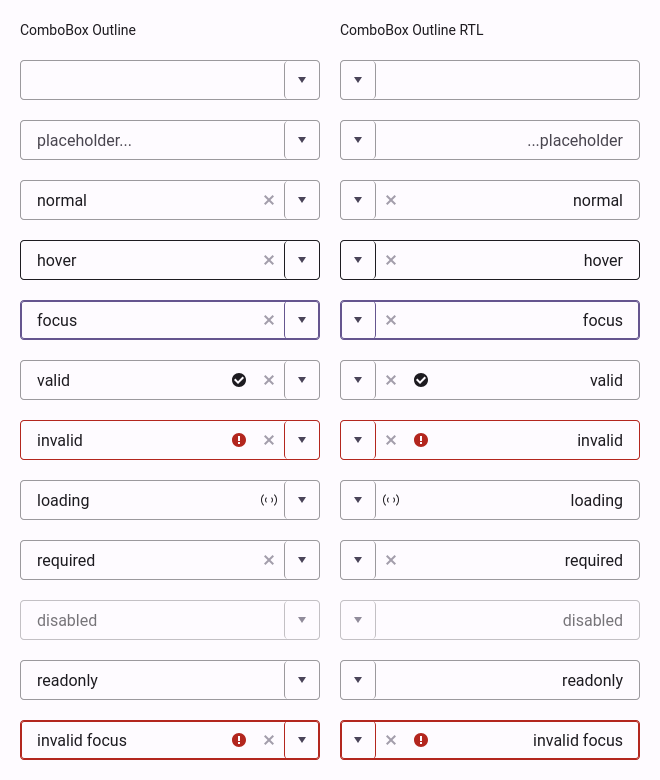 ComboBox Outline
placeholder...
normal
hover
focus
valid
invalid
loading
required
disabled
readonly
invalid focus
ComboBox Outline RTL
...placeholder
normal
hover
focus
valid
invalid
loading
required
disabled
readonly
invalid focus